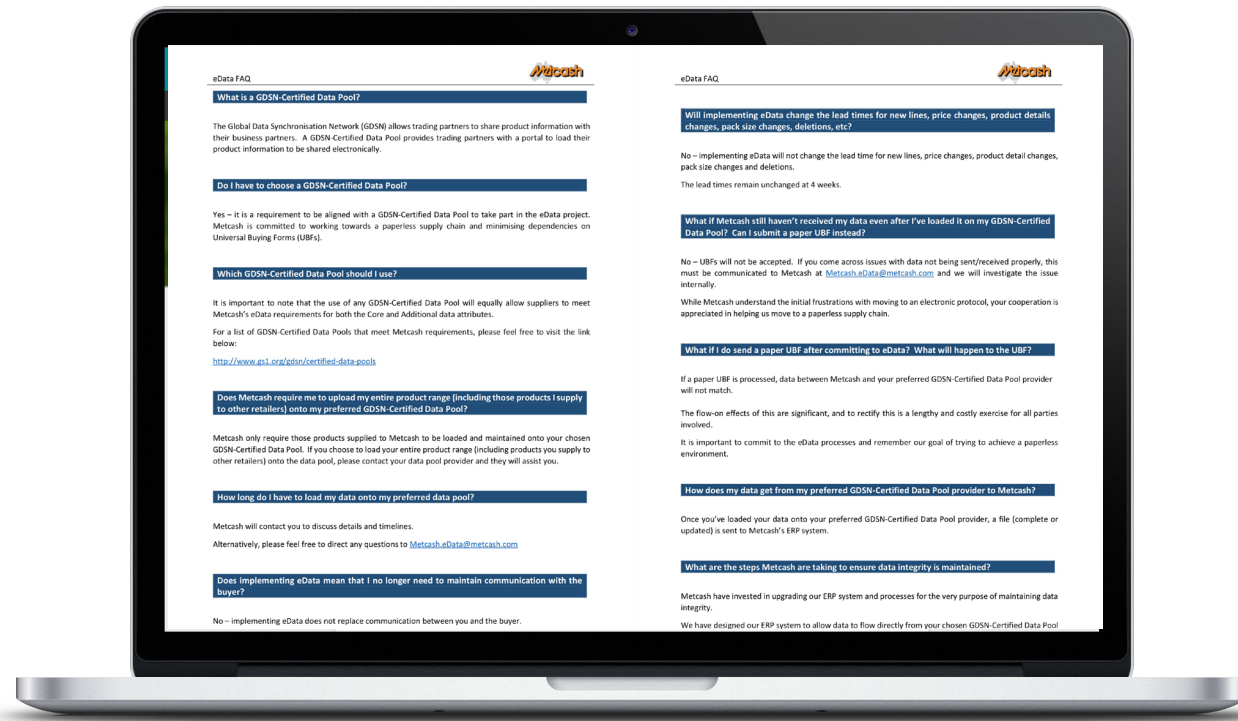 eData FAQ
Metcash
What is a GDSN-Certified Data Pool?
The Global Data Synchronisation Network (GDSN) allows trading partners to share product information with
their business partners. A GDSN-Certified Data Pool provides trading partners with a portal to load their
product information to be shared electronically.
Do I have to choose a GDSN-Certified Data Pool?
Yes – it is a requirement to be aligned with a GDSN-Certified Data Pool to take part in the eData project.
Metcash is committed to working towards a paperless supply chain and minimising dependencies on
Universal Buying Forms (UBFs).
Which GDSN-Certified Data Pool should I use?
It is important to note that the use of any GDSN-Certified Data Pool will equally allow suppliers to meet
Metcash’s eData requirements for both the Core and Additional data attributes.
For a list of GDSN-Certified Data Pools that meet Metcash requirements, please feel free to visit the link
below:
http://www.gs1.org/gdsn/certified-data-pools
Does Metcash require me to upload my entire product range (including those products I supply
to other retailers) onto my preferred GDSN-Certified Data Pool?
Metcash only require those products supplied to Metcash to be loaded and maintained onto your chosen
GDSN-Certified Data Pool. If you choose to load your entire product range (including products you supply to
other retailers) onto the data pool, please contact your data pool provider and they will assist you.
How long do I have to load my data onto my preferred data pool?
Metcash will contact you to discuss details and timelines.
Alternatively, please feel free to direct any questions to Metcash.eData@metcash.com
Does implementing eData mean that I no longer need to maintain communication with the
buyer?
No – implementing eData does not replace communication between you and the buyer.
eData FAQ
Metcash
Will implementing eData change the lead times for new lines, price changes, product details
changes, pack size changes, deletions, etc?
No – implementing eData will not change the lead time for new lines, price changes, product detail changes,
pack size changes and deletions.
The lead times remain unchanged at 4 weeks.
What if Metcash still haven’t received my data even after I’ve loaded it on my GDSN-Certified
Data Pool? Can I submit a paper UBF instead?
No – UBFs will not be accepted. If you come across issues with data not being sent/received properly, this
must be communicated to Metcash at Metcash.eData@metcash.com and we will investigate the issue
internally.
While Metcash understand the initial frustrations with moving to an electronic protocol, your cooperation is
appreciated in helping us move to a paperless supply chain.
What if I do send a paper UBF after committing to eData? What will happen to the UBF?
If a paper UBF is processed, data between Metcash and your preferred GDSN-Certified Data Pool provider
will not match.
The flow-on effects of this are significant, and to rectify this is a lengthy and costly exercise for all parties
involved.
It is important to commit to the eData processes and remember our goal of trying to achieve a paperless
environment.
How does my data get from my preferred GDSN-Certified Data Pool provider to Metcash?
Once you’ve loaded your data onto your preferred GDSN-Certified Data Pool provider, a file (complete or
updated) is sent to Metcash’s ERP system.
What are the steps Metcash are taking to ensure data integrity is maintained?
Metcash have invested in upgrading our ERP system and processes for the very purpose of maintaining data
integrity.
We have designed our ERP system to allow data to flow directly from your chosen GDSN-Certified Data Pool